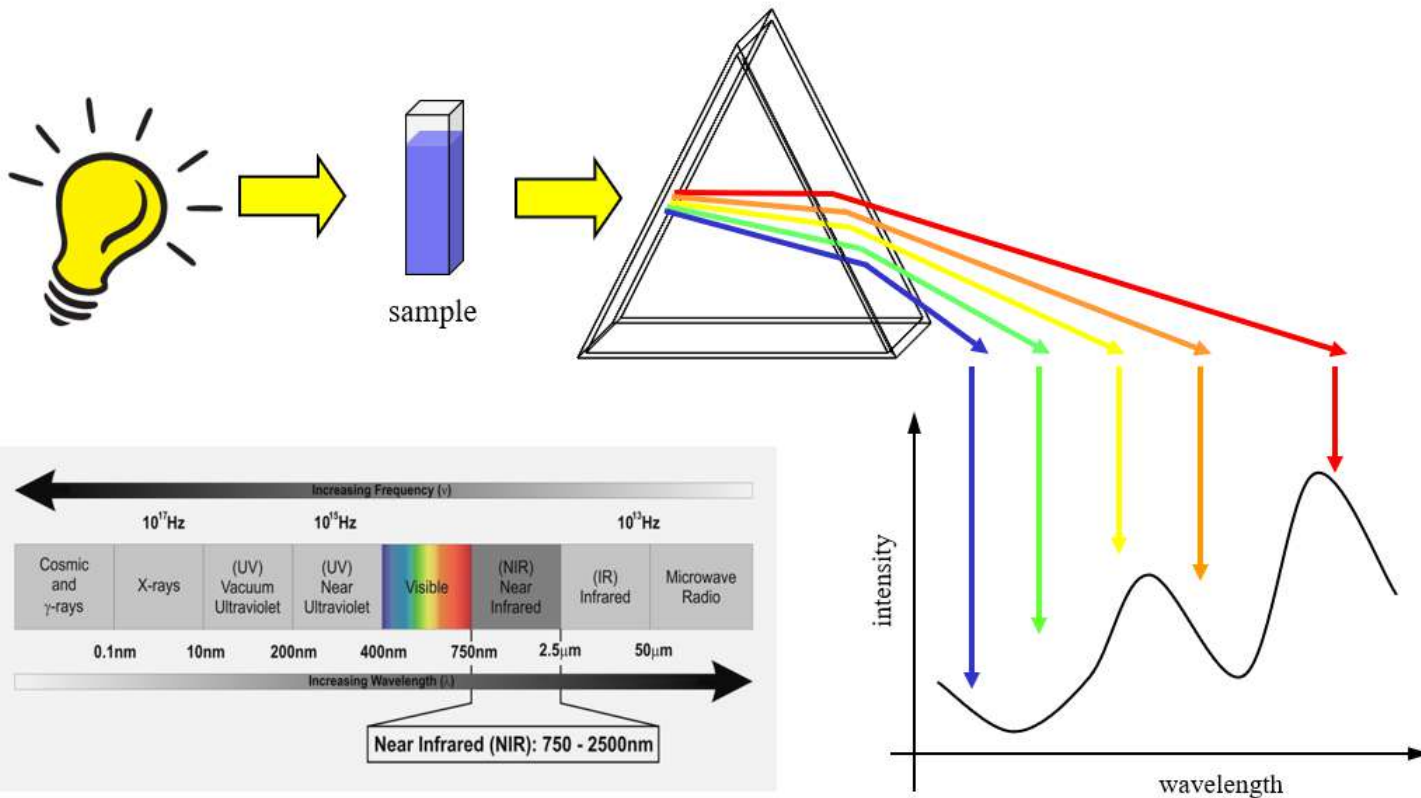 sample
Increasing Frequency (ν)
10¹⁷Hz 10¹⁵Hz 10¹³Hz
Cosmic
and
γ-rays
X-rays
(UV)
Vacuum
Ultraviolet
(UV)
Near
Ultraviolet
Visible
(NIR)
Near
Infrared
(IR)
Infrared
Microwave
Radio
0.1nm 10nm 200nm 400nm 750nm 2.5μm 50μm
Increasing Wavelength (λ)
Near Infrared (NIR): 750 - 2500nm
intensity
wavelength